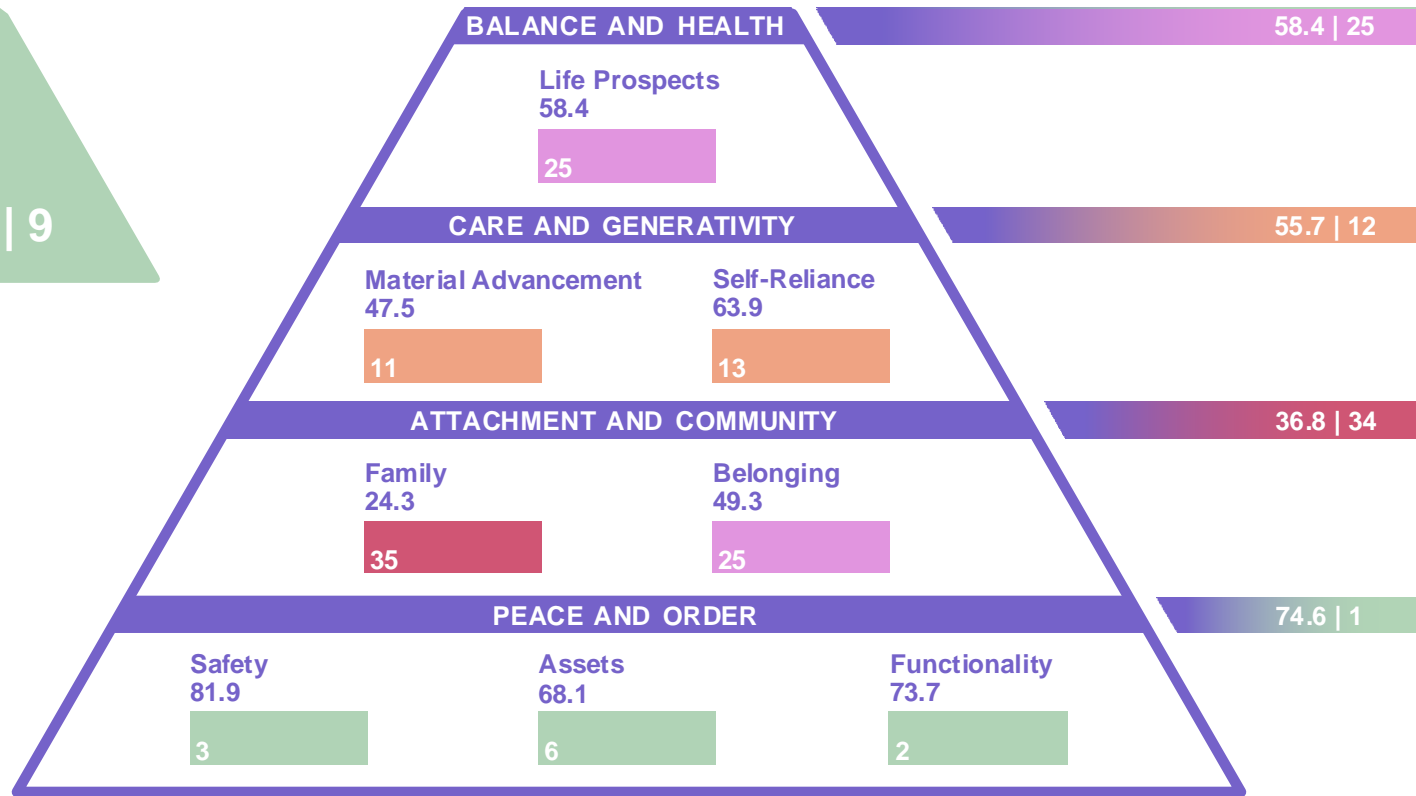 BALANCE AND HEALTH
58.4 | 25
Life Prospects
58.4
25
| 9
CARE AND GENERATIVITY
55.7 | 12
Material Advancement
47.5
11
Self-Reliance
63.9
13
ATTACHMENT AND COMMUNITY
36.8 | 34
Family
24.3
35
Belonging
49.3
25
PEACE AND ORDER
74.6 | 1
Safety
81.9
3
Assets
68.1
6
Functionality
73.7
2